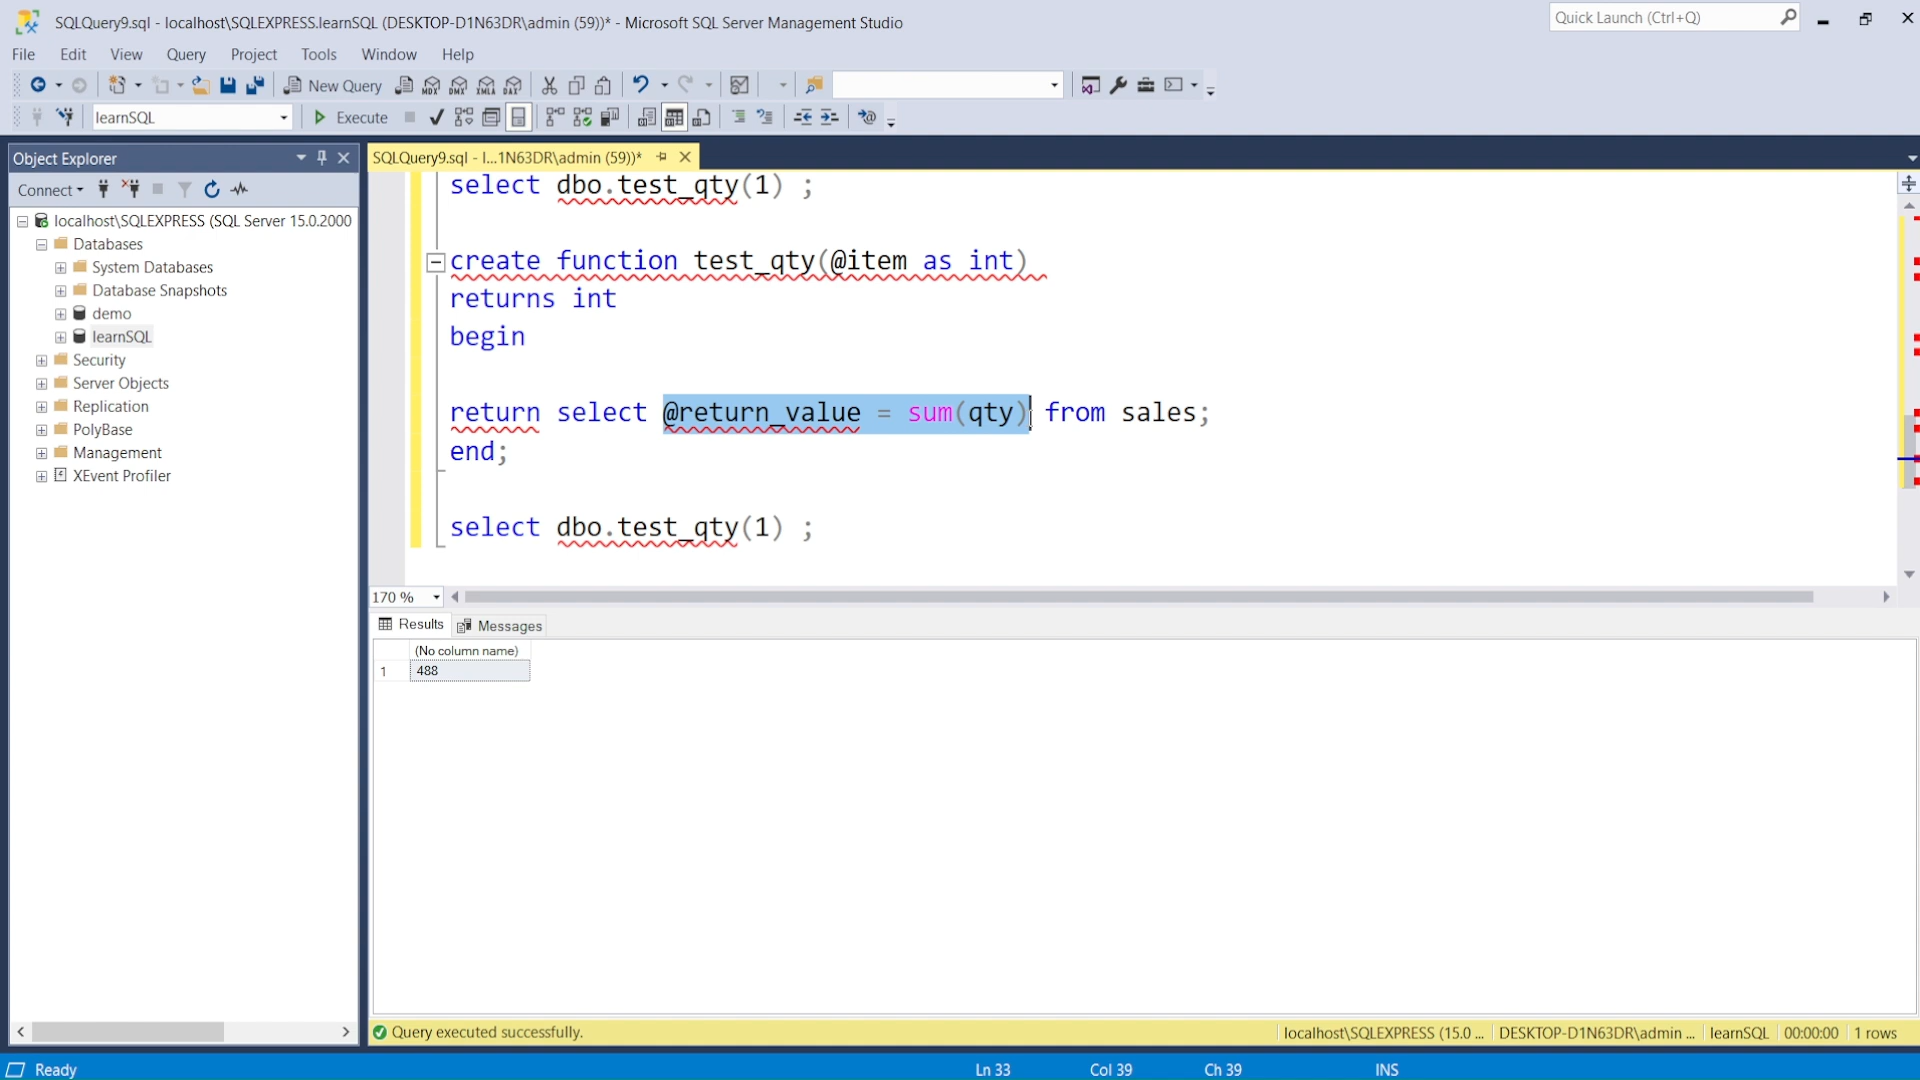 SQLQuery9.sql - localhost\SQLEXPRESS.learnSQL (DESKTOP-D1N63DR\admin (59))* - Microsoft SQL Server Management Studio
Quick Launch (Ctrl+Q)
File Edit View Query Project Tools Window Help
New Query MDX DMX XMLA DAX
learnSQL Execute
Object Explorer
SQLQuery9.sql - l...1N63DR\admin (59))*
Connect
localhost\SQLEXPRESS (SQL Server 15.0.2000
Databases
System Databases
Database Snapshots
demo
learnSQL
Security
Server Objects
Replication
PolyBase
Management
XEvent Profiler
select dbo.test_qty(1) ;
create function test_qty(@item as int)
returns int
begin
return select @return_value = sum(qty) from sales;
end;
select dbo.test_qty(1) ;
170 %
Results Messages
(No column name)
1 488
Query executed successfully.
localhost\SQLEXPRESS (15.0 ... DESKTOP-D1N63DR\admin ... learnSQL 00:00:00 1 rows
Ready Ln 33 Col 39 Ch 39 INS